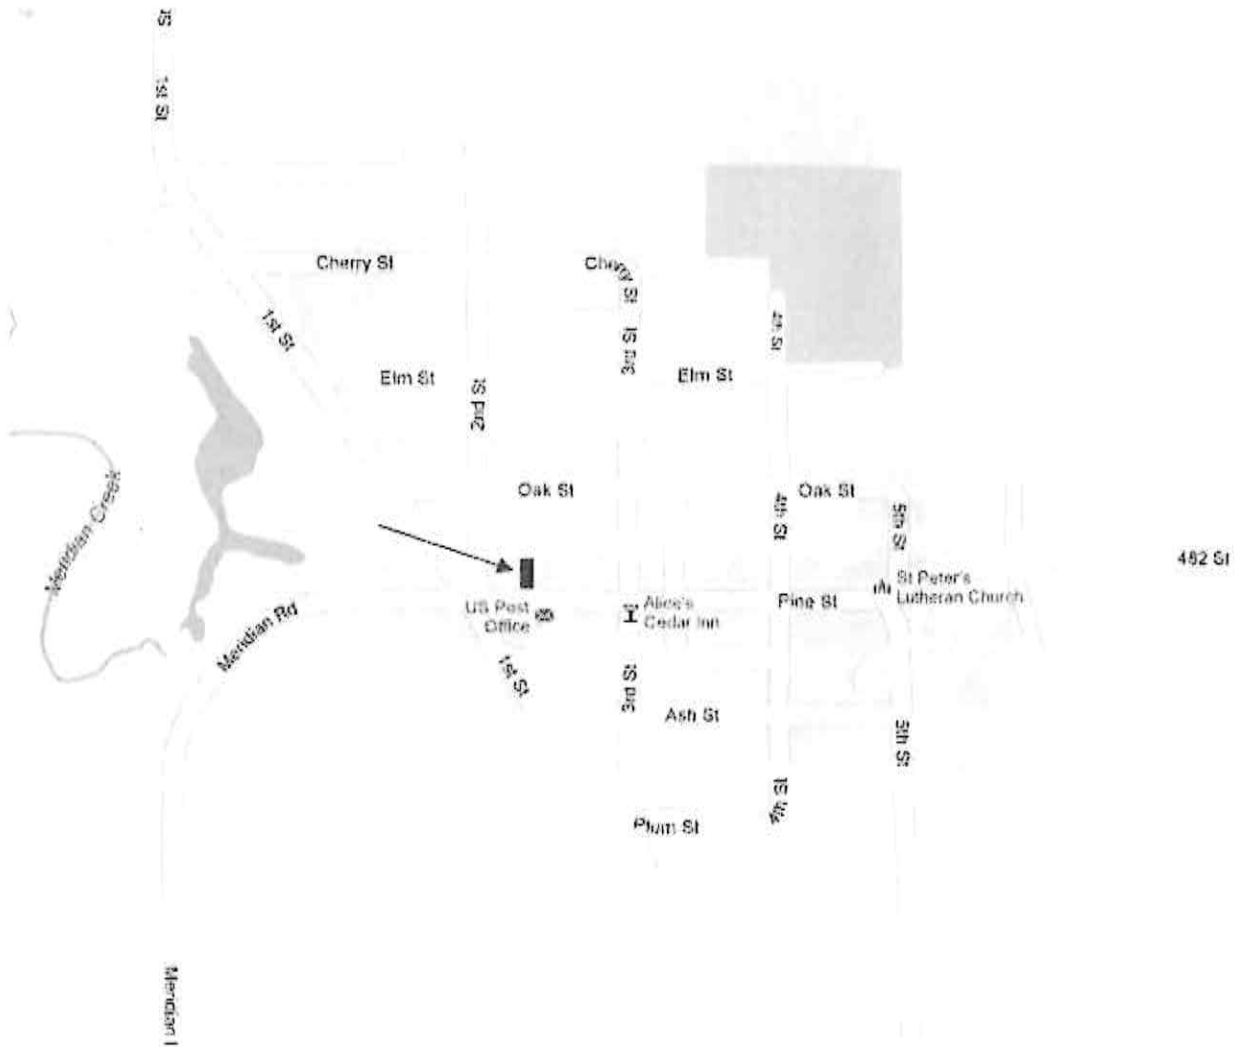 St
1st St
Cherry St
Cherry St
1st St
3rd St
4th St
Elm St
2nd St
Elm St
Meridian Creek
Oak St
4th St
Oak St
5th St
482 St
Meridian Rd
US Post
Office
Alice's
Cedar Inn
Pine St
St Peter's
Lutheran Church
1st St
3rd St
Ash St
5th St
4th St
Plum St
Meridian